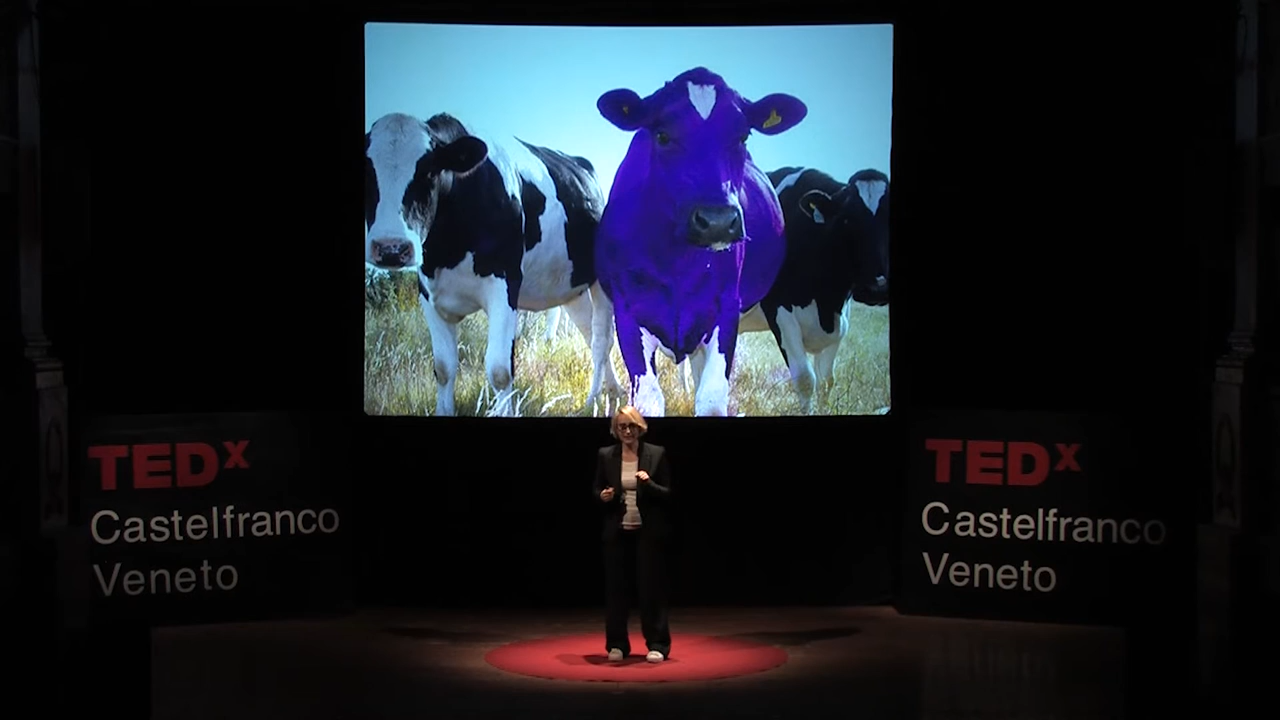 TEDx
Castelfranco
Veneto
TEDx
Castelfranco
Veneto